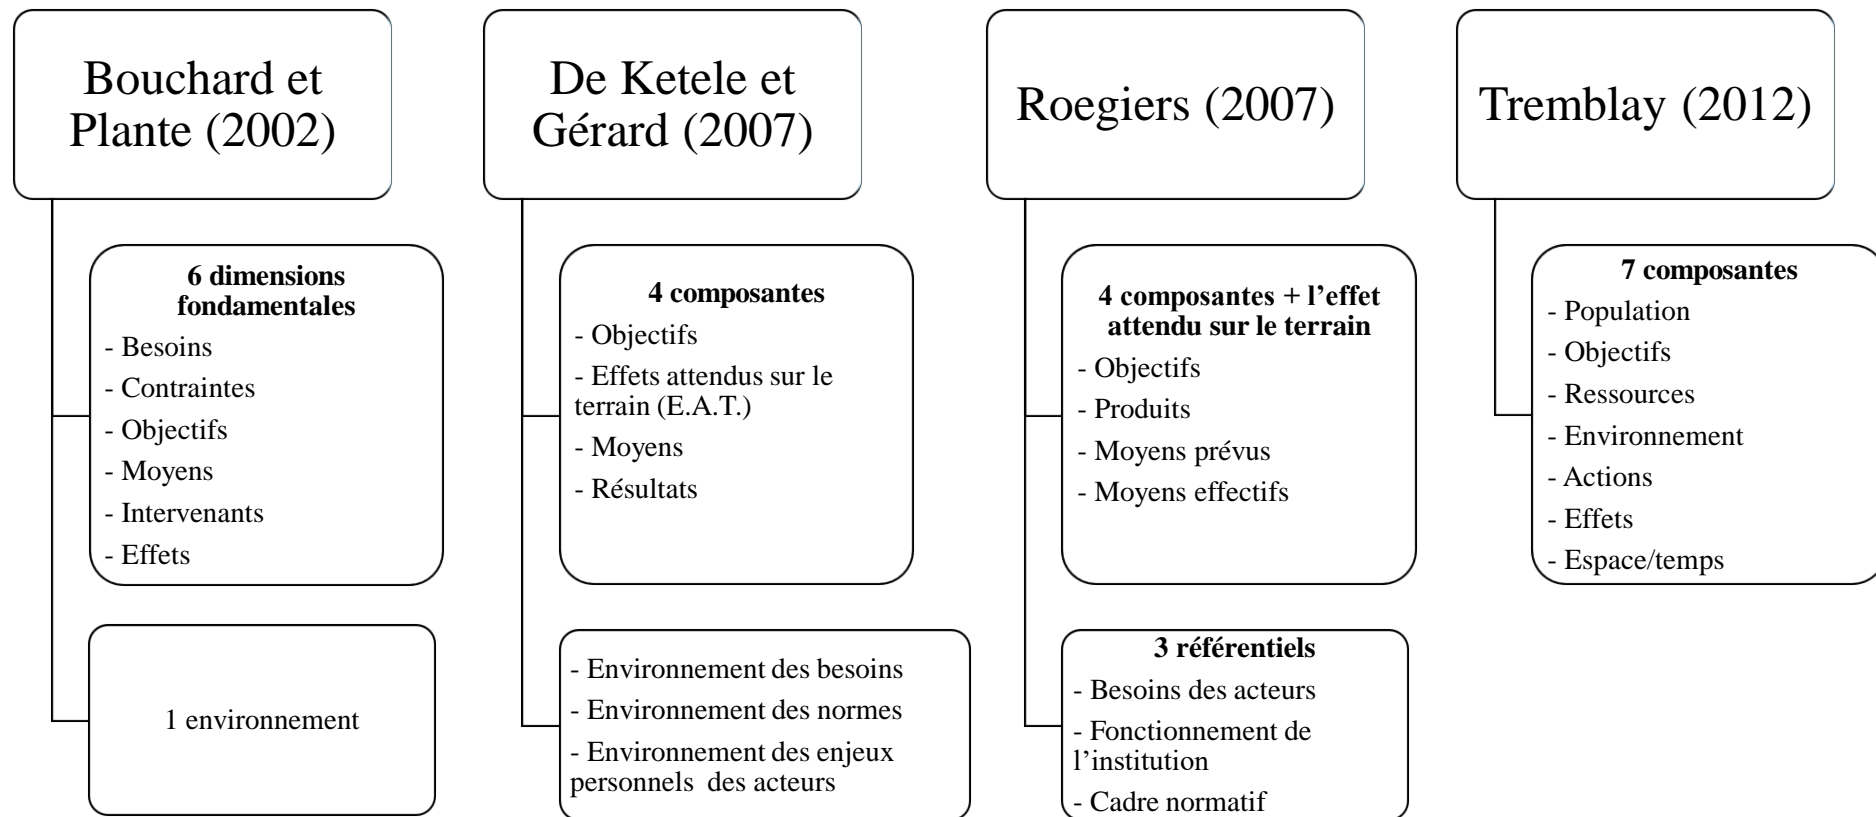 Bouchard et
Plante (2002)
6 dimensions
fondamentales
- Besoins
- Contraintes
- Objectifs
- Moyens
- Intervenants
- Effets
1 environnement
De Ketele et
Gérard (2007)
4 composantes
- Objectifs
- Effets attendus sur le
terrain (E.A.T.)
- Moyens
- Résultats
- Environnement des besoins
- Environnement des normes
- Environnement des enjeux
personnels des acteurs
Roegiers (2007)
4 composantes + l’effet
attendu sur le terrain
- Objectifs
- Produits
- Moyens prévus
- Moyens effectifs
3 référentiels
- Besoins des acteurs
- Fonctionnement de
l’institution
- Cadre normatif
Tremblay (2012)
7 composantes
- Population
- Objectifs
- Ressources
- Environnement
- Actions
- Effets
- Espace/temps